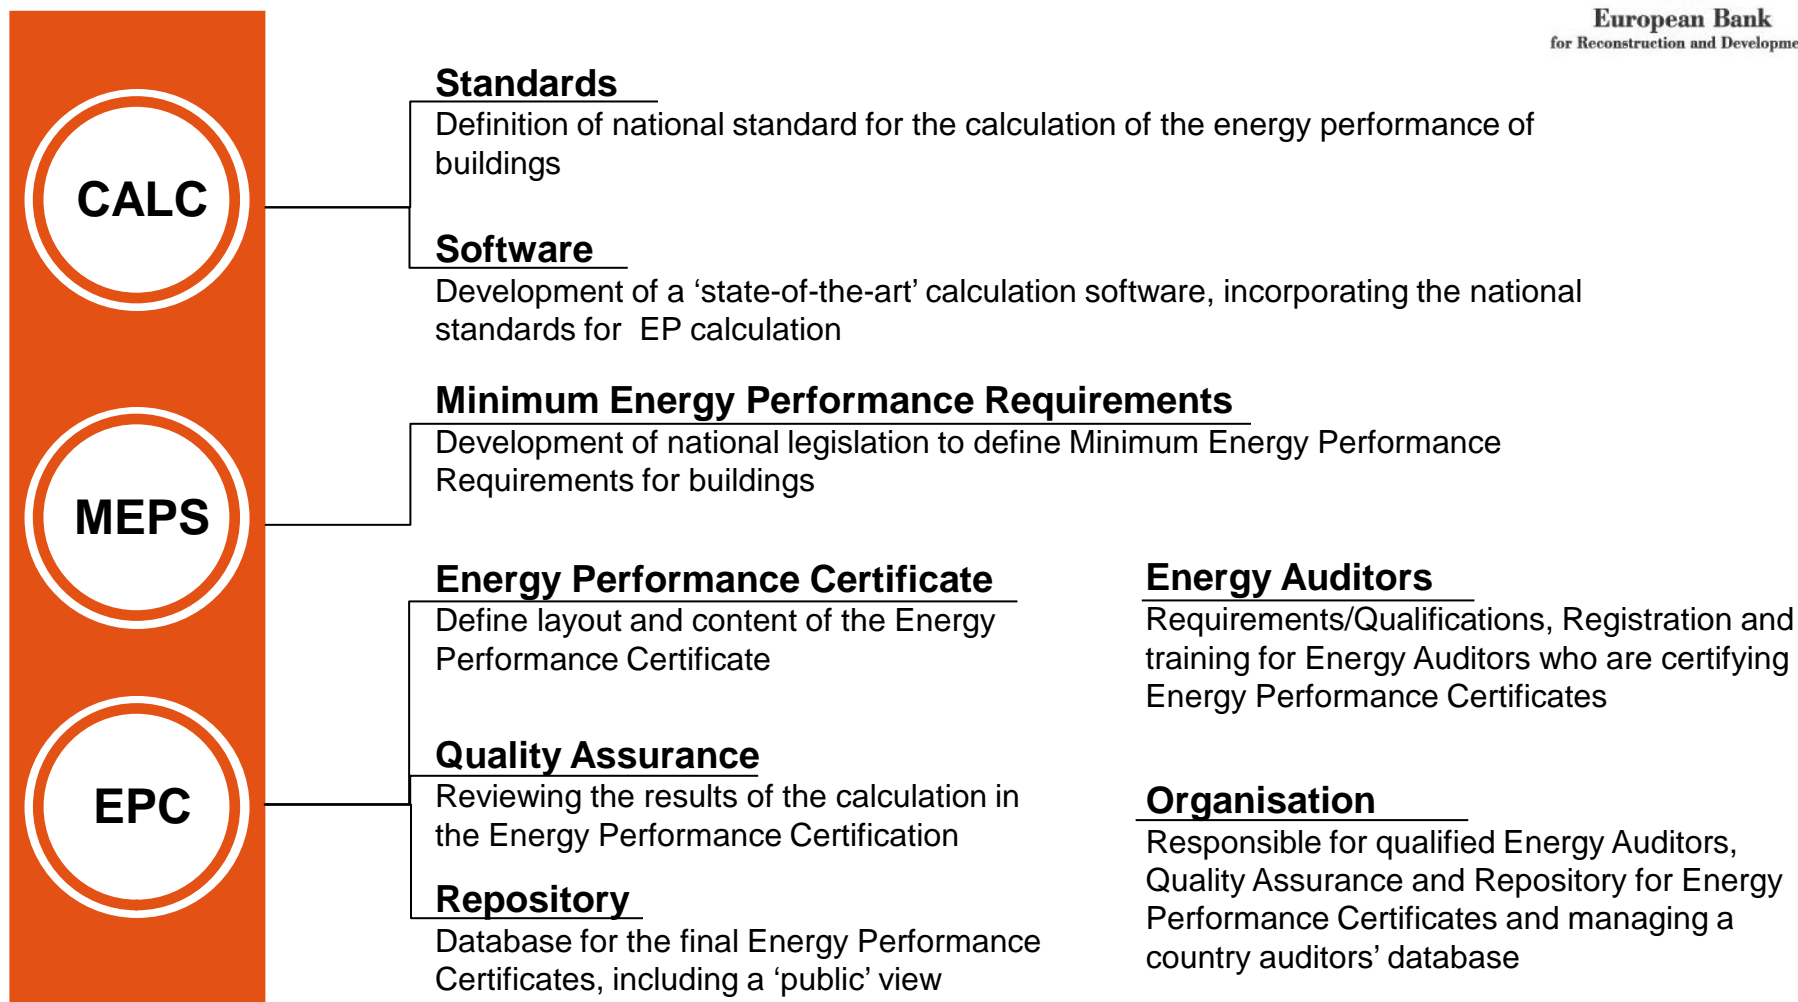 European Bank
for Reconstruction and Developme
CALC
Standards
Definition of national standard for the calculation of the energy performance of
buildings
Software
Development of a ‘state-of-the-art’ calculation software, incorporating the national
standards for EP calculation
MEPS
Minimum Energy Performance Requirements
Development of national legislation to define Minimum Energy Performance
Requirements for buildings
EPC
Energy Performance Certificate
Define layout and content of the Energy
Performance Certificate
Quality Assurance
Reviewing the results of the calculation in
the Energy Performance Certification
Repository
Database for the final Energy Performance
Certificates, including a ‘public’ view
Energy Auditors
Requirements/Qualifications, Registration and
training for Energy Auditors who are certifying
Energy Performance Certificates
Organisation
Responsible for qualified Energy Auditors,
Quality Assurance and Repository for Energy
Performance Certificates and managing a
country auditors’ database